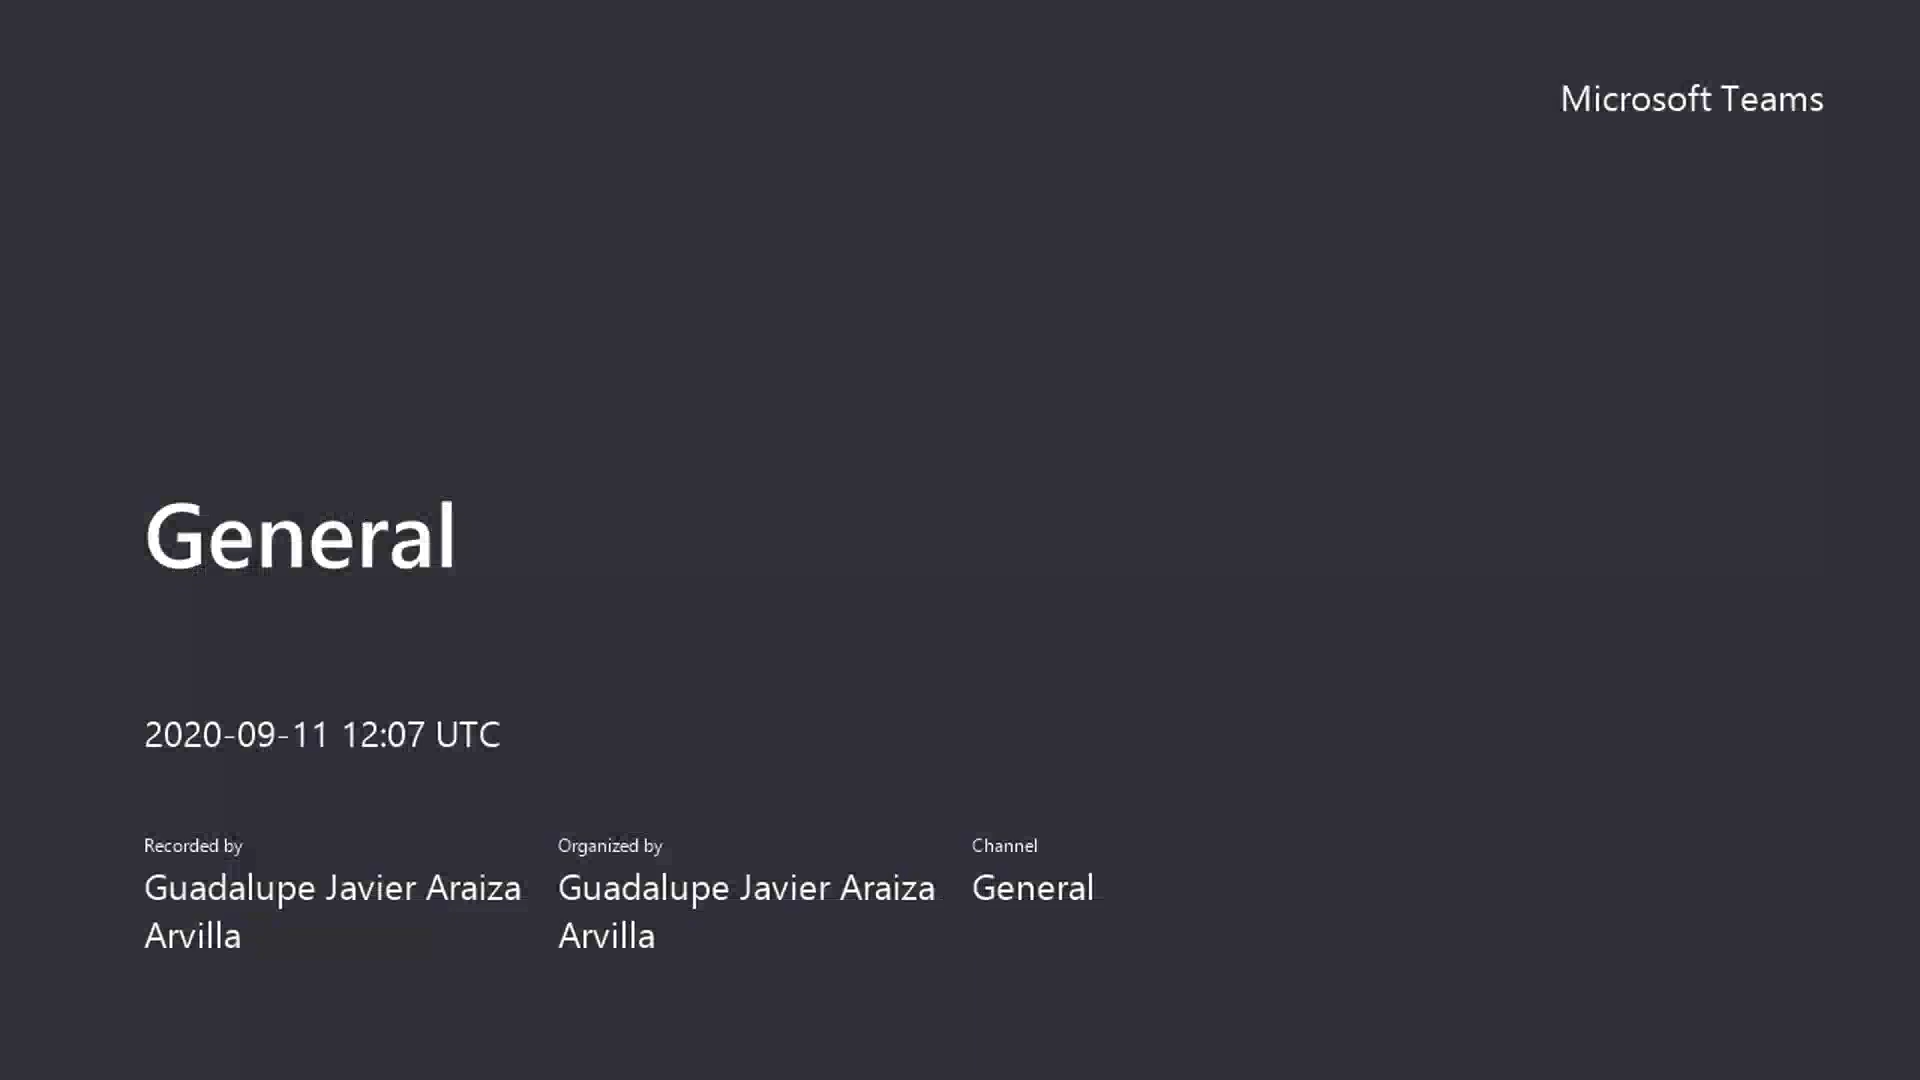 Microsoft Teams
General
2020-09-11 12:07 UTC
Recorded by
Guadalupe Javier Araiza
Arvilla
Organized by
Guadalupe Javier Araiza
Arvilla
Channel
General